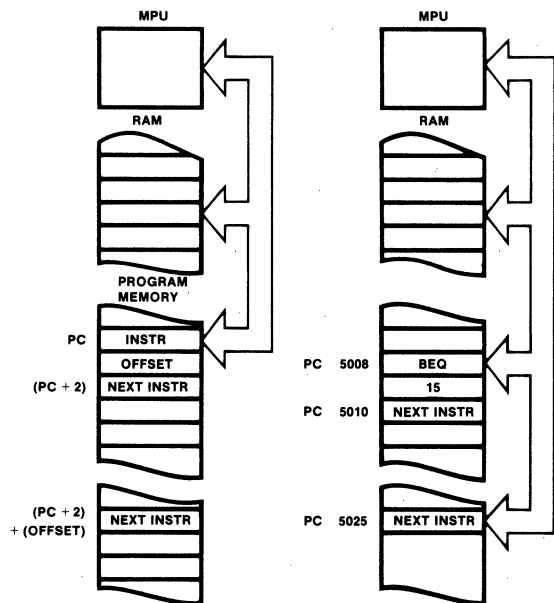 MPU
RAM
PROGRAM
MEMORY
PC INSTR
OFFSET
(PC + 2) NEXT INSTR
(PC + 2)
+ (OFFSET) NEXT INSTR
MPU
RAM
PC 5008 BEQ
15
PC 5010 NEXT INSTR
PC 5025 NEXT INSTR